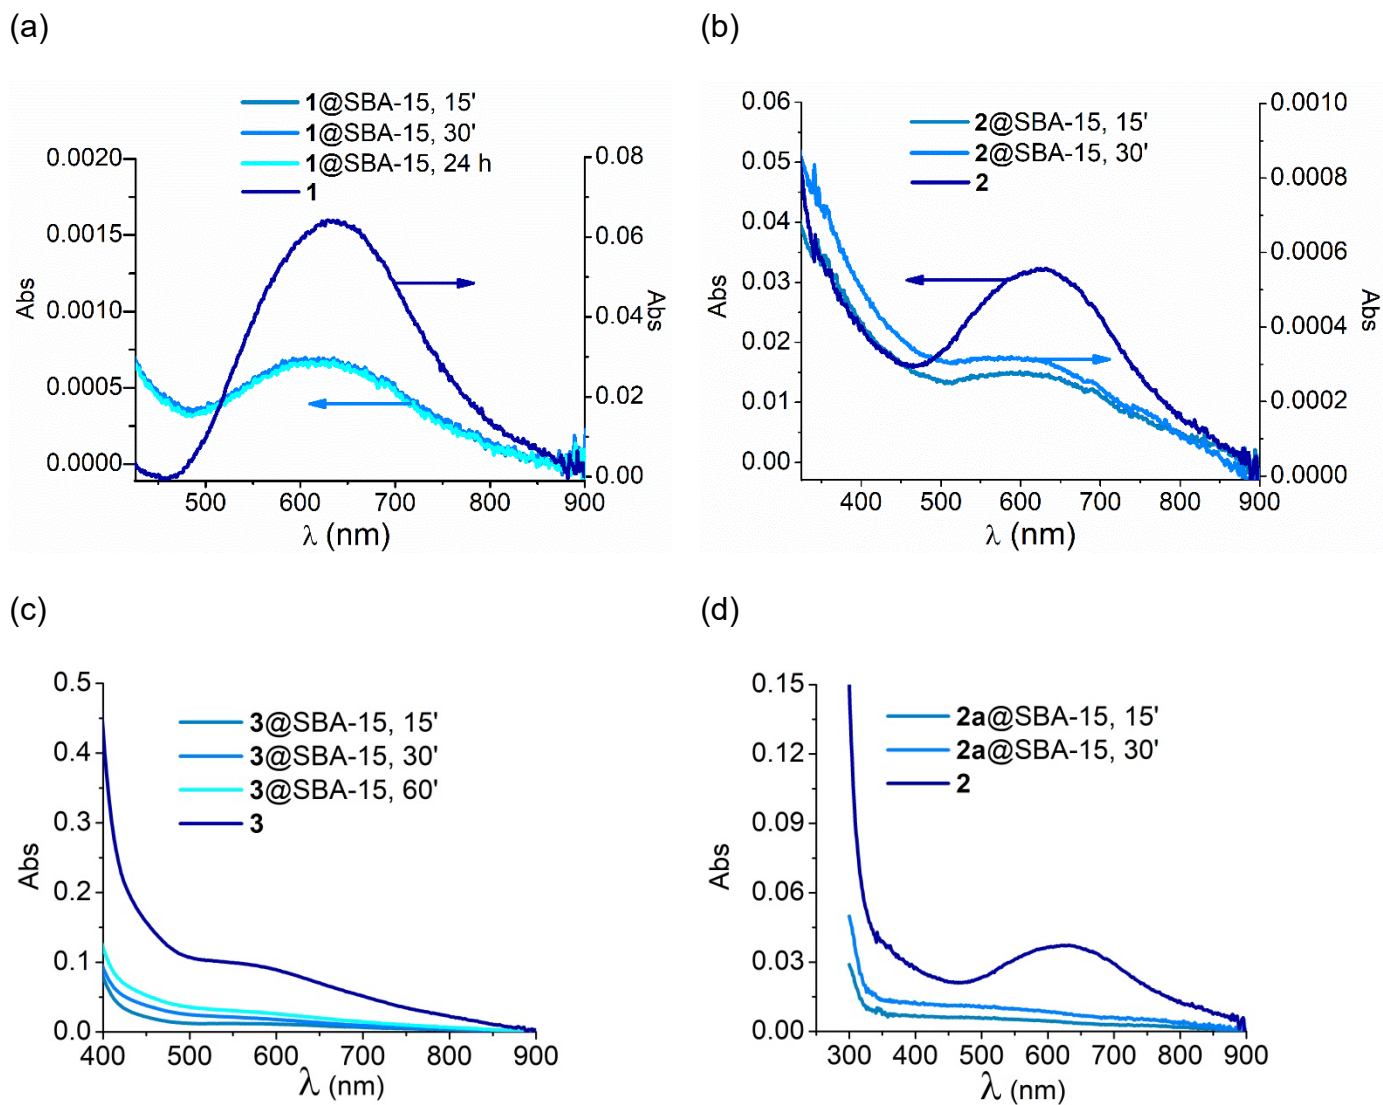 (a)
1@SBA-15, 15'
1@SBA-15, 30'
1@SBA-15, 24 h
1
0.0020
0.0015
0.0010
0.0005
0.0000
Abs
0.08
0.06
0.04
0.02
0.00
Abs
500 600 700 800 900
λ (nm)
(b)
2@SBA-15, 15'
2@SBA-15, 30'
2
0.06
0.05
0.04
0.03
0.02
0.01
0.00
Abs
0.0010
0.0008
0.0006
0.0004
0.0002
0.0000
Abs
400 500 600 700 800 900
λ (nm)
(c)
3@SBA-15, 15'
3@SBA-15, 30'
3@SBA-15, 60'
3
0.5
0.4
0.3
0.2
0.1
0.0
Abs
400 500 600 700 800 900
λ (nm)
(d)
2a@SBA-15, 15'
2a@SBA-15, 30'
2
0.15
0.12
0.09
0.06
0.03
0.00
Abs
300 400 500 600 700 800 900
λ (nm)